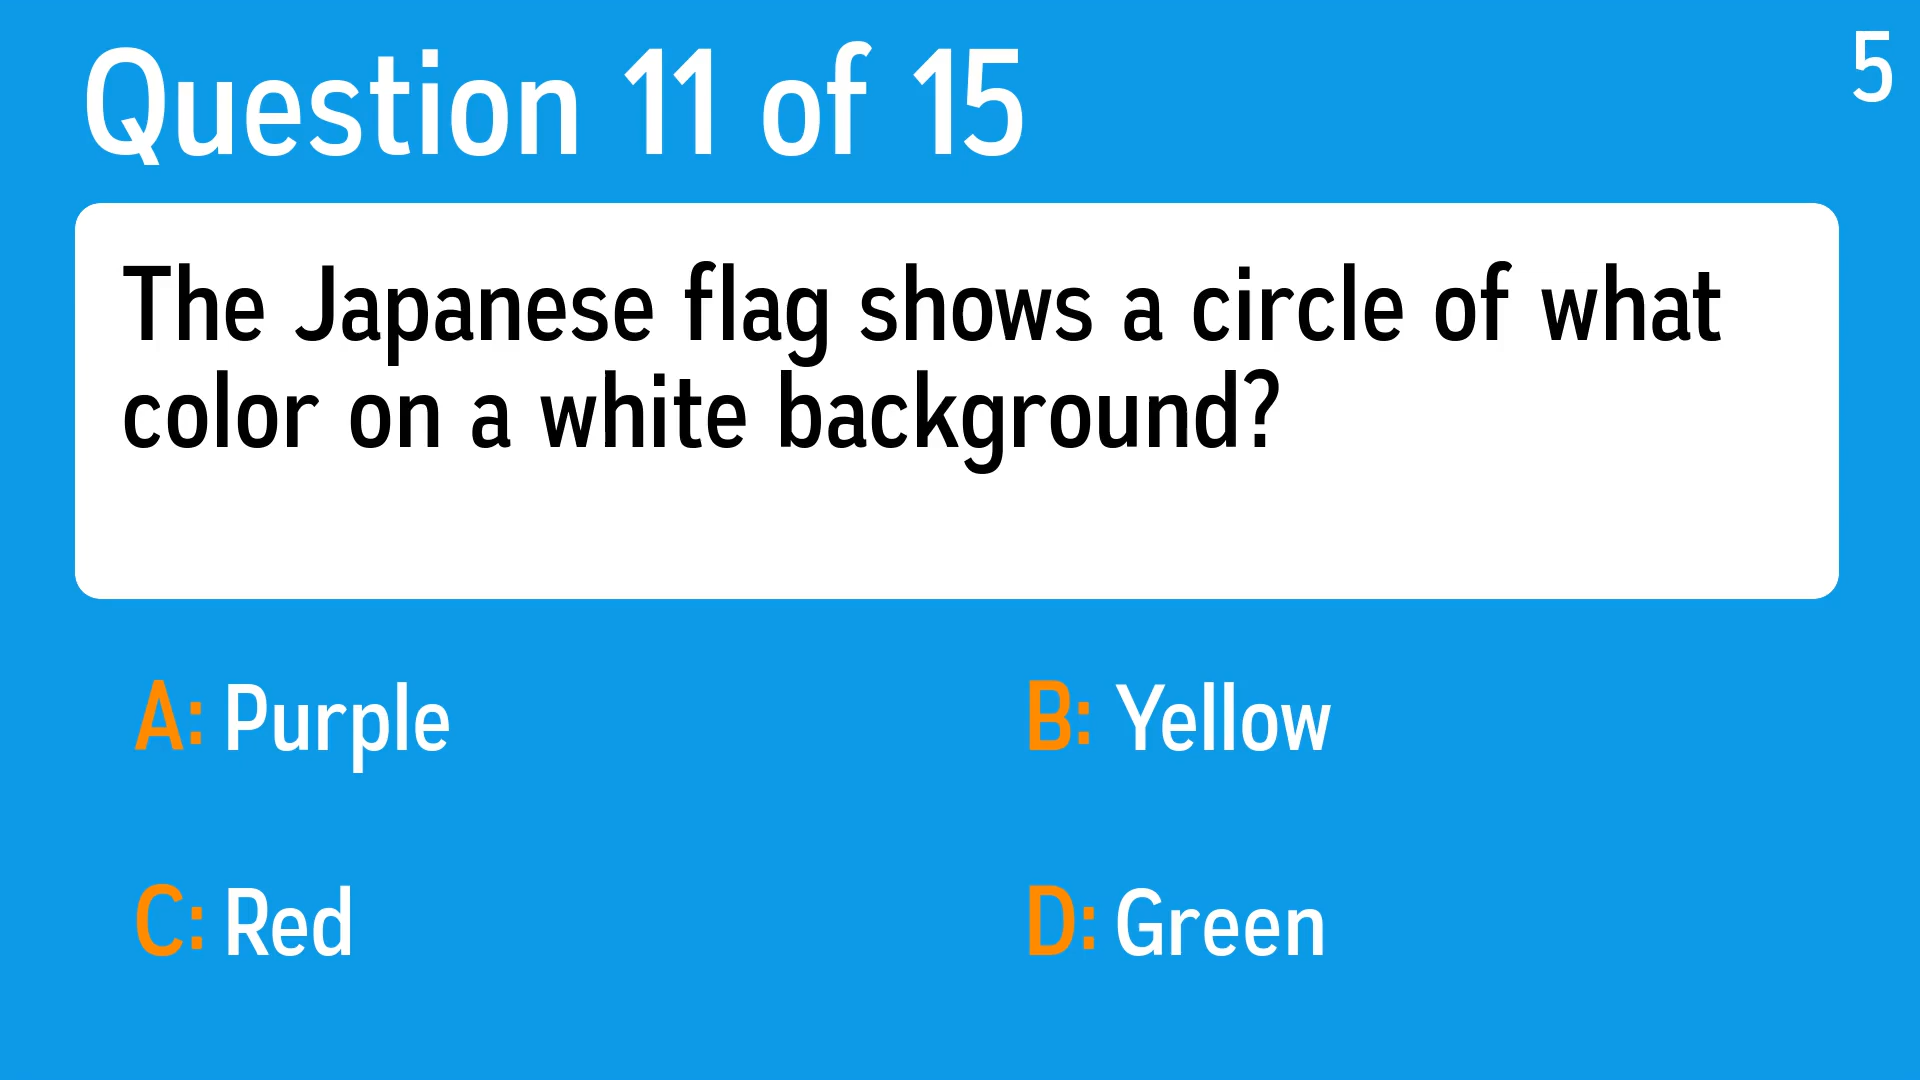 Question 11 of 15
5
The Japanese flag shows a circle of what
color on a white background?
A: Purple
B: Yellow
C: Red
D: Green